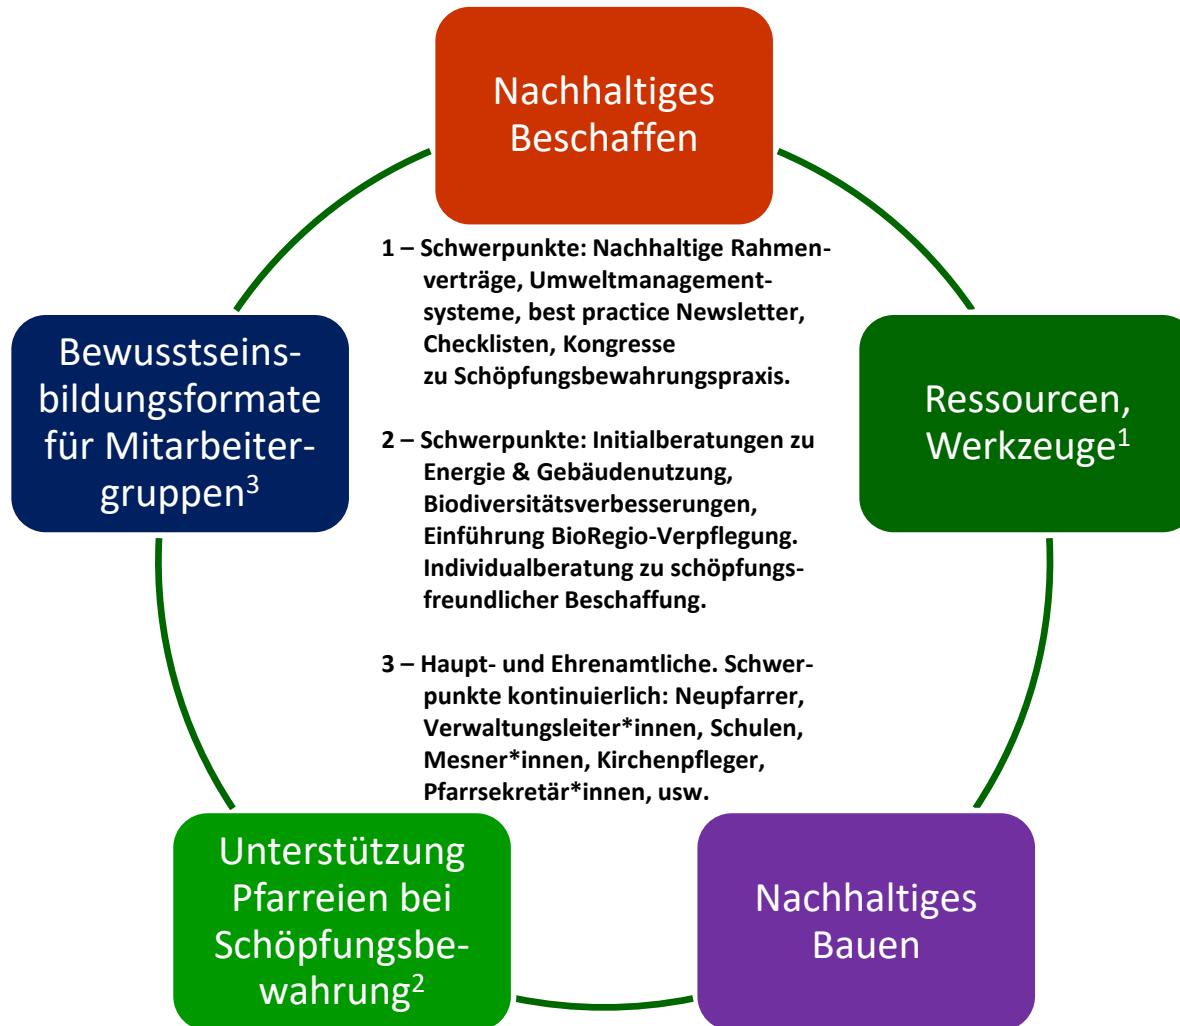 Nachhaltiges
Beschaffen
1 – Schwerpunkte: Nachhaltige Rahmen-
verträge, Umweltmanagement-
systeme, best practice Newsletter,
Checklisten, Kongresse
zu Schöpfungsbewahrungspraxis.
2 – Schwerpunkte: Initialberatungen zu
Energie & Gebäudenutzung,
Biodiversitätsverbesserungen,
Einführung BioRegio-Verpflegung.
Individualberatung zu schöpfungs-
freundlicher Beschaffung.
3 – Haupt- und Ehrenamtliche. Schwer-
punkte kontinuierlich: Neupfarrer,
Verwaltungsleiter*innen, Schulen,
Mesner*innen, Kirchenpfleger,
Pfarrsekretär*innen, usw.
Ressourcen,
Werkzeuge¹
Nachhaltiges
Bauen
Unterstützung
Pfarreien bei
Schöpfungsbe-
wahrung²
Bewusstseins-
bildungsformate
für Mitarbeiter-
gruppen³